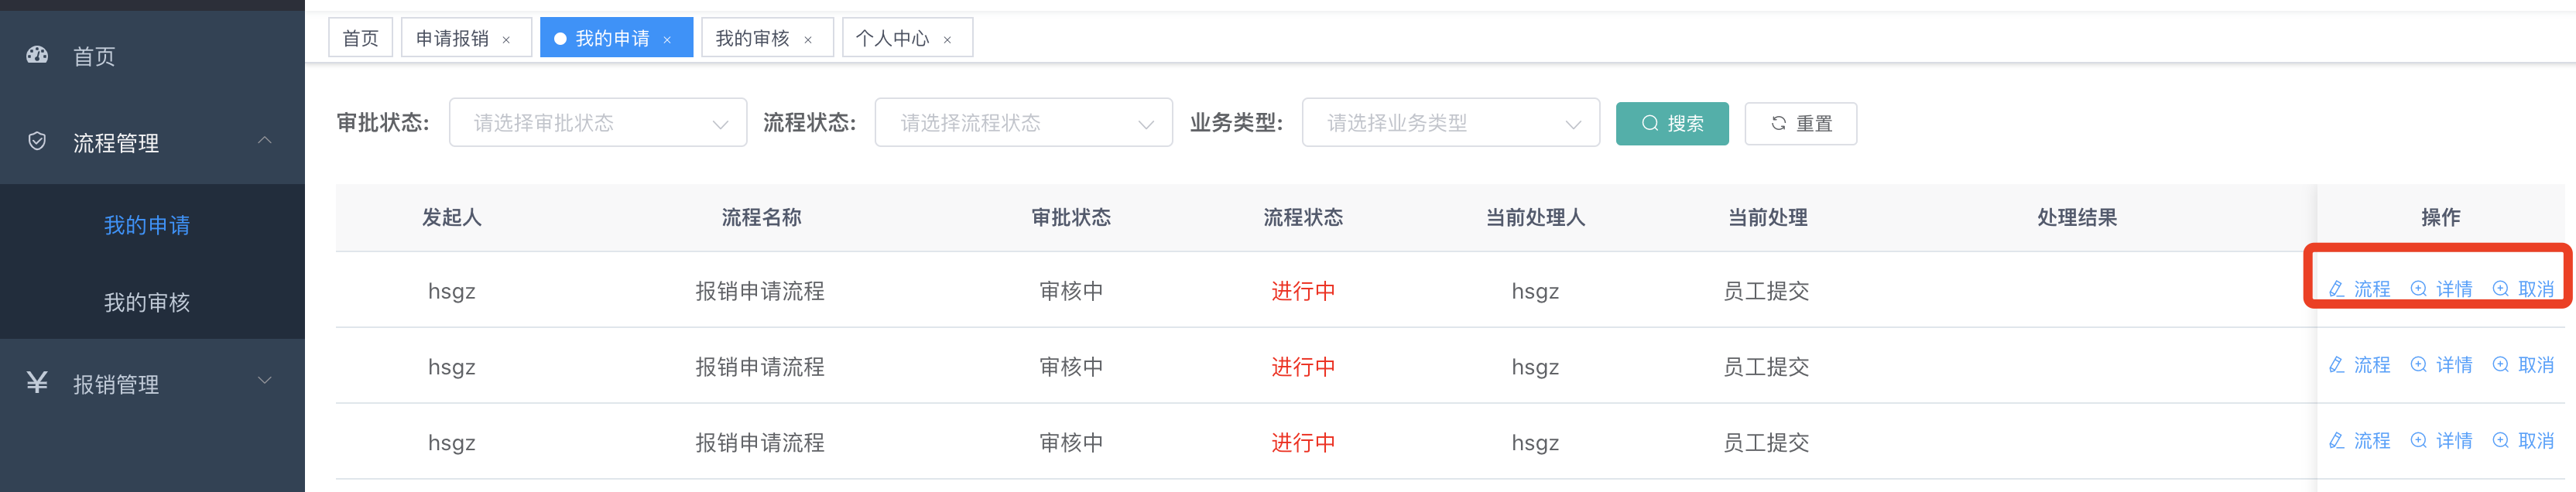 首页
流程管理
我的申请
我的审核
¥ 报销管理
首页 申请报销 × 我的申请 × 我的审核 × 个人中心 ×
审批状态: 请选择审批状态 流程状态: 请选择流程状态 业务类型: 请选择业务类型 搜索 重置
发起人 流程名称 审批状态 流程状态 当前处理人 当前处理 处理结果 操作
hsgz 报销申请流程 审核中 进行中 hsgz 员工提交 流程 详情 取消
hsgz 报销申请流程 审核中 进行中 hsgz 员工提交 流程 详情 取消
hsgz 报销申请流程 审核中 进行中 hsgz 员工提交 流程 详情 取消